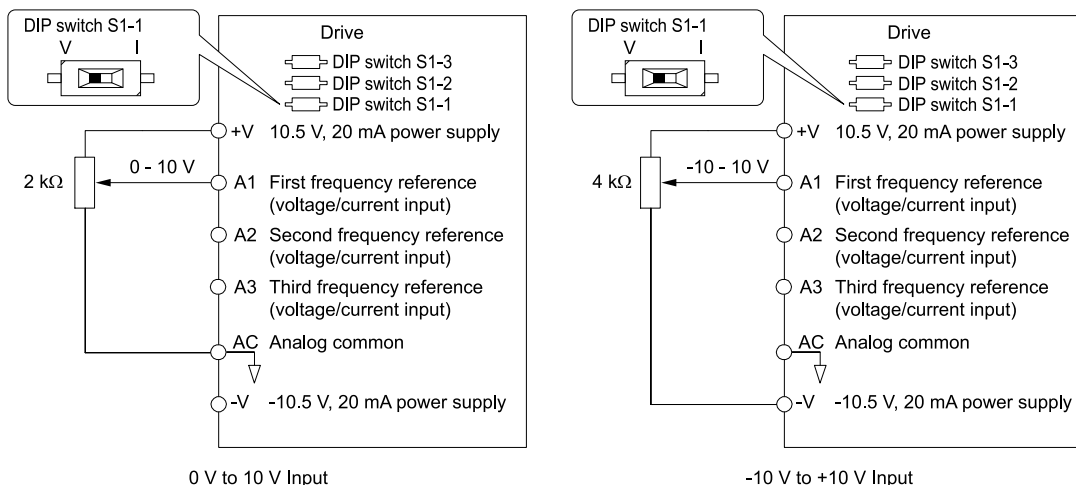 DIP switch S1-1
V I
Drive
DIP switch S1-3
DIP switch S1-2
DIP switch S1-1
+V 10.5 V, 20 mA power supply
2 kΩ
0 - 10 V
A1 First frequency reference
(voltage/current input)
A2 Second frequency reference
(voltage/current input)
A3 Third frequency reference
(voltage/current input)
AC Analog common
-V -10.5 V, 20 mA power supply
0 V to 10 V Input
DIP switch S1-1
V I
Drive
DIP switch S1-3
DIP switch S1-2
DIP switch S1-1
+V 10.5 V, 20 mA power supply
4 kΩ
-10 - 10 V
A1 First frequency reference
(voltage/current input)
A2 Second frequency reference
(voltage/current input)
A3 Third frequency reference
(voltage/current input)
AC Analog common
-V -10.5 V, 20 mA power supply
-10 V to +10 V Input